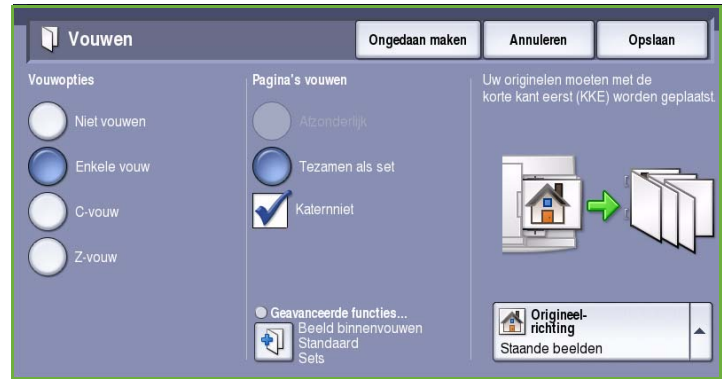 Vouwen
Ongedaan maken
Annuleren
Opslaan
Vouwopties
Niet vouwen
Enkele vouw
C-vouw
Z-vouw
Pagina's vouwen
Afzonderlijk
Tezamen als set
Katernniet
Geavanceerde functies...
Beeld binnenvouwen
Standaard
Sets
Uw originelen moeten met de
korte kant eerst (KKE) worden geplaatst.
Origineel-
richting
Staande beelden